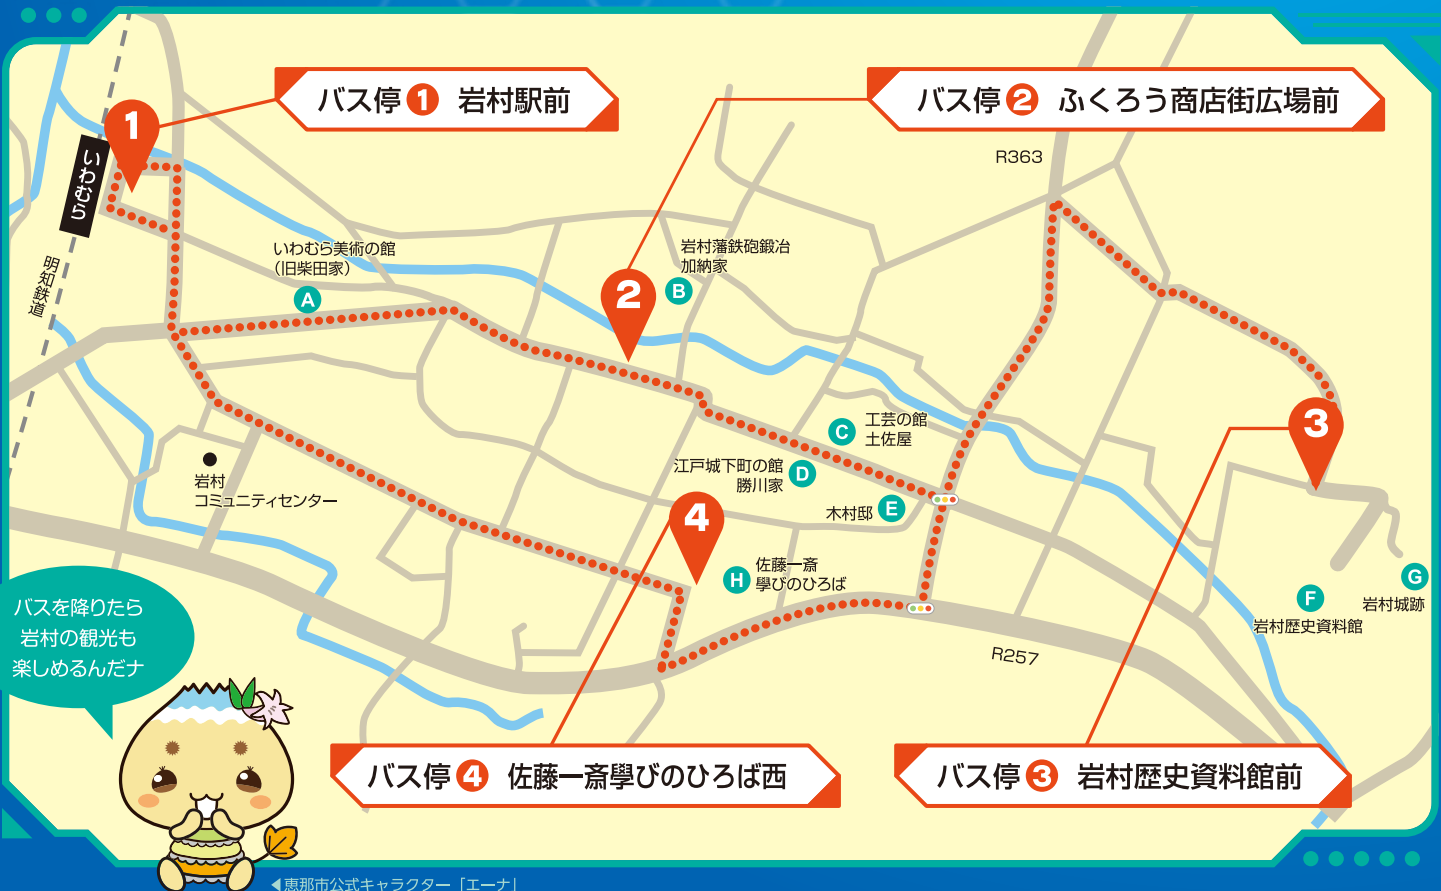 バス停1 岩村駅前
バス停2 ふくろう商店街広場前
R363
1
いわむら
明知鉄道
いわむら美術の館
（旧柴田家）
A
2
岩村藩鉄砲鍛冶
加納家
B
3
C
工芸の館
土佐屋
江戸城下町の館
勝川家
D
木村邸
E
岩村
コミュニティセンター
4
H
佐藤一斎
學びのひろば
F
岩村歴史資料館
G
岩村城跡
R257
バスを降りたら
岩村の観光も
楽しめるんだナ
バス停4 佐藤一斎學びのひろば西
バス停3 岩村歴史資料館前
◀恵那市公式キャラクター「エーナ」